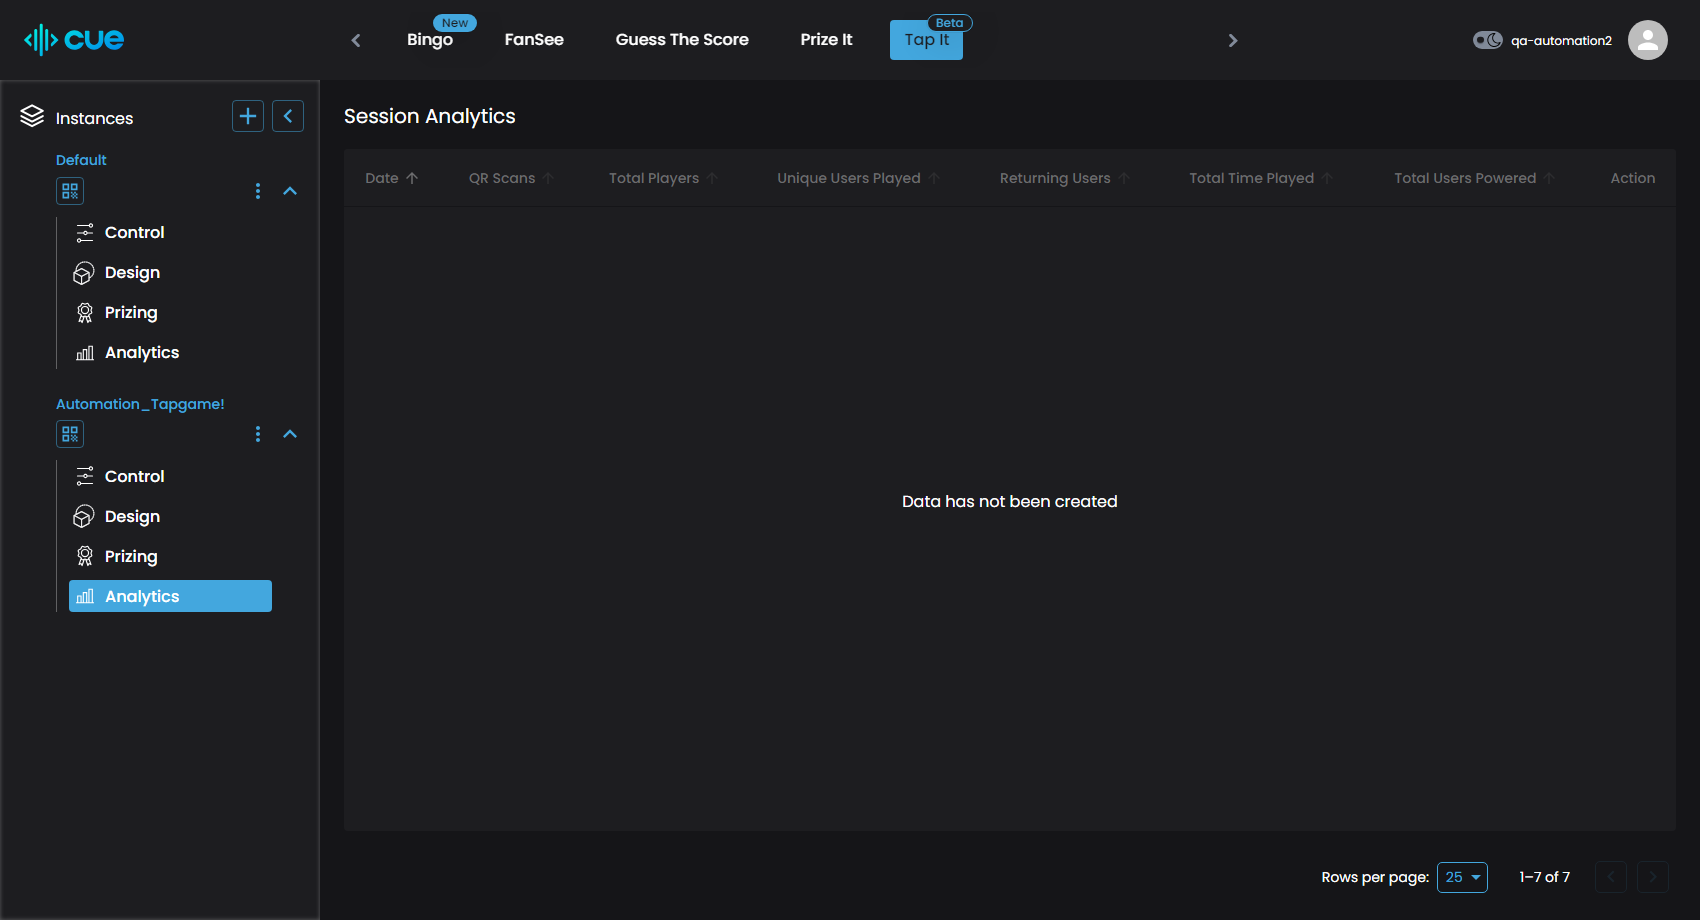 cue
Bingo New FanSee Guess The Score Prize It Tap It Beta
qa-automation2
Instances
Default
Control
Design
Prizing
Analytics
Automation_Tapgame!
Control
Design
Prizing
Analytics
Session Analytics
Date QR Scans Total Players Unique Users Played Returning Users Total Time Played Total Users Powered Action
Data has not been created
Rows per page: 25 1–7 of 7